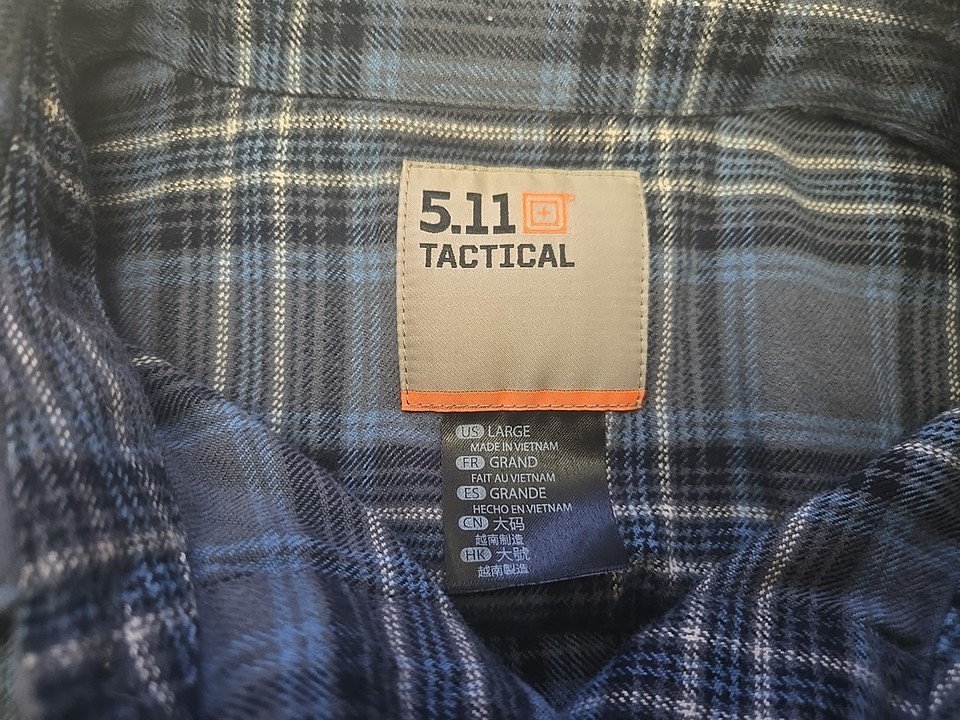 5.11
TACTICAL
US LARGE
MADE IN VIETNAM
FR GRAND
FAIT AU VIETNAM
ES GRANDE
HECHO EN VIETNAM
CN 大码
越南制造
HK 大號
越南製造